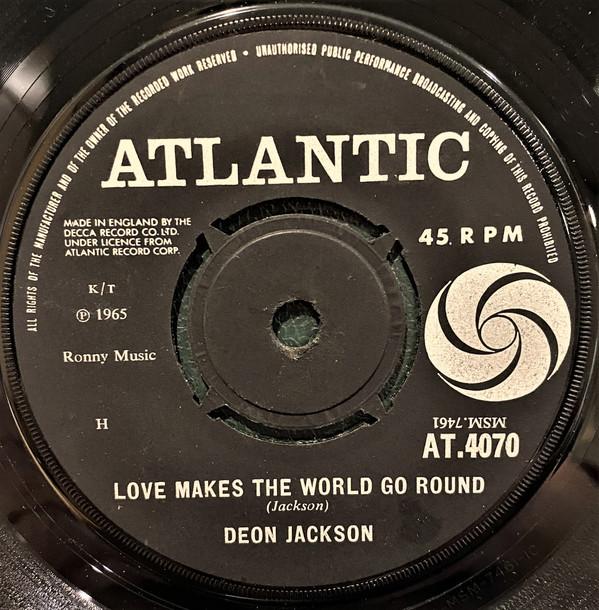 ALL RIGHTS OF THE MANUFACTURER AND OF THE OWNER OF THE RECORDED WORK RESERVED • UNAUTHORISED PUBLIC PERFORMANCE BROADCASTING AND COPYING OF THIS RECORD PROHIBITED
ATLANTIC
MADE IN ENGLAND BY THE
DECCA RECORD CO. LTD.
UNDER LICENCE FROM
ATLANTIC RECORD CORP.
45. RPM
K/T
℗ 1965
Ronny Music
H
MSM.7461
AT.4070
LOVE MAKES THE WORLD GO ROUND
(Jackson)
DEON JACKSON